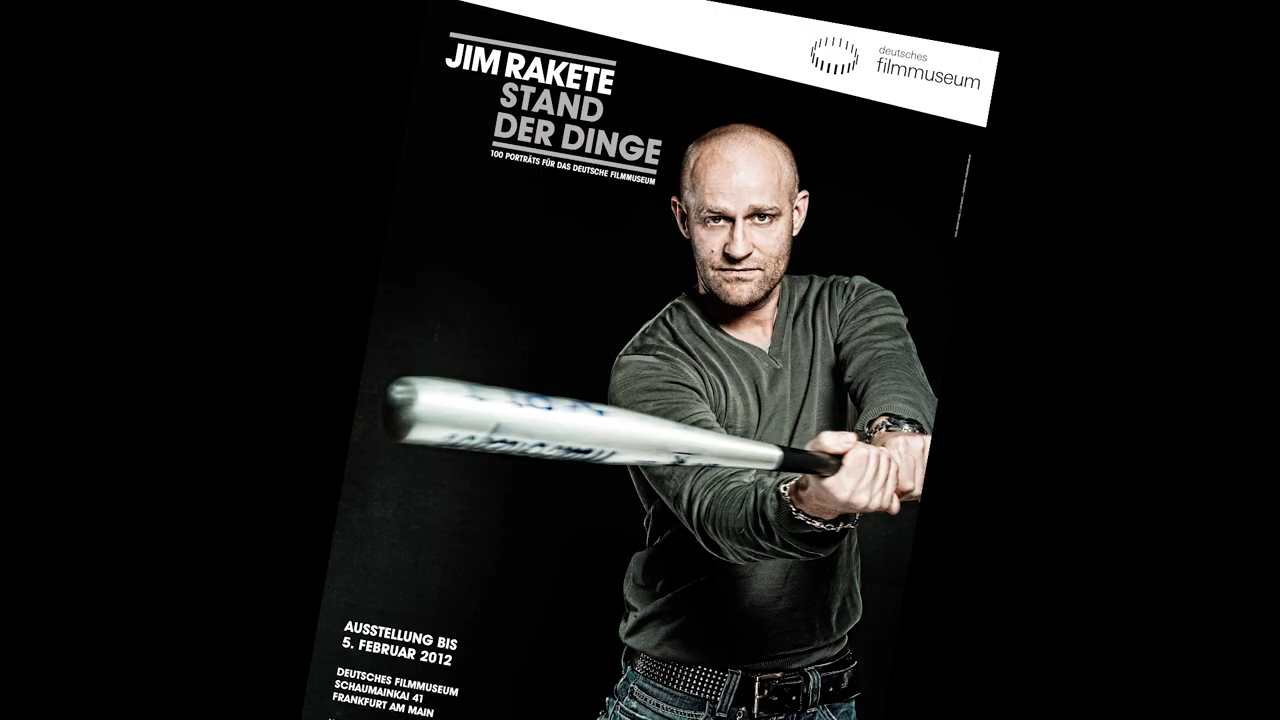 deutsches
filmmuseum
JIM RAKETE
STAND
DER DINGE
100 PORTRÄTS FÜR DAS DEUTSCHE FILMMUSEUM
AUSSTELLUNG BIS
5. FEBRUAR 2012
DEUTSCHES FILMMUSEUM
SCHAUMAINKAI 41
FRANKFURT AM MAIN